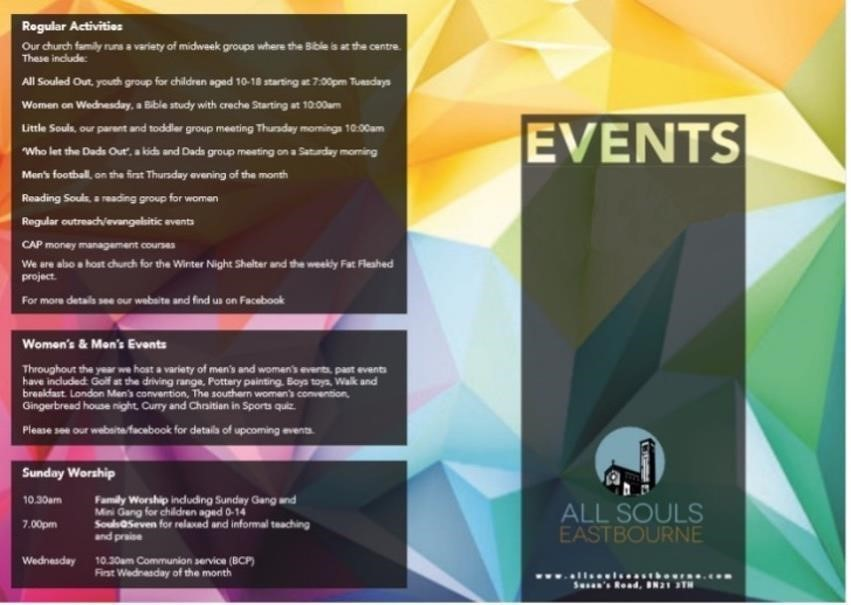 Regular Activities
Our church family runs a variety of midweek groups where the Bible is at the centre.
These include:
All Souled Out, youth group for children aged 10-18 starting at 7:00pm Tuesdays
Women on Wednesday, a Bible study with creche Starting at 10:00am
Little Souls, our parent and toddler group meeting Thursday mornings 10:00am
'Who let the Dads Out', a kids and Dads group meeting on a Saturday morning
Men's football, on the first Thursday evening of the month
Reading Souls, a reading group for women
Regular outreach/evangelsitic events
CAP money management courses
We are also a host church for the Winter Night Shelter and the weekly Fat Fleshed
project.
For more details see our website and find us on Facebook
Women's & Men's Events
Throughout the year we host a variety of men's and women's events, past events
have included: Golf at the driving range, Pottery painting, Boys toys, Walk and
breakfast. London Men's convention, The southern women's convention,
Gingerbread house night, Curry and Chrsitian in Sports quiz.
Please see our website/facebook for details of upcoming events.
Sunday Worship
10.30am Family Worship including Sunday Gang and
Mini Gang for children aged 0-14
7.00pm Souls@Seven for relaxed and informal teaching
and praise
Wednesday 10.30am Communion service (BCP)
First Wednesday of the month
EVENTS
ALL SOULS
EASTBOURNE
www.allsoulseastbourne.com
Susan's Road, BN21 3TH